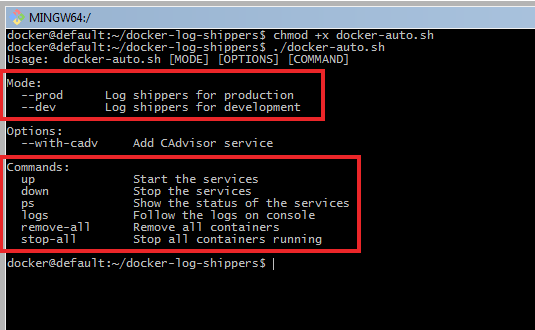 MINGW64:/
docker@default:~/docker-log-shippers$ chmod +x docker-auto.sh
docker@default:~/docker-log-shippers$ ./docker-auto.sh
Usage:  docker-auto.sh [MODE] [OPTIONS] [COMMAND]
Mode:
--prod      Log shippers for production
--dev       Log shippers for development
Options:
--with-cadv     Add CAdvisor service
Commands:
up              Start the services
down            Stop the services
ps              Show the status of the services
logs            Follow the logs on console
remove-all      Remove all containers
stop-all        Stop all containers running
docker@default:~/docker-log-shippers$